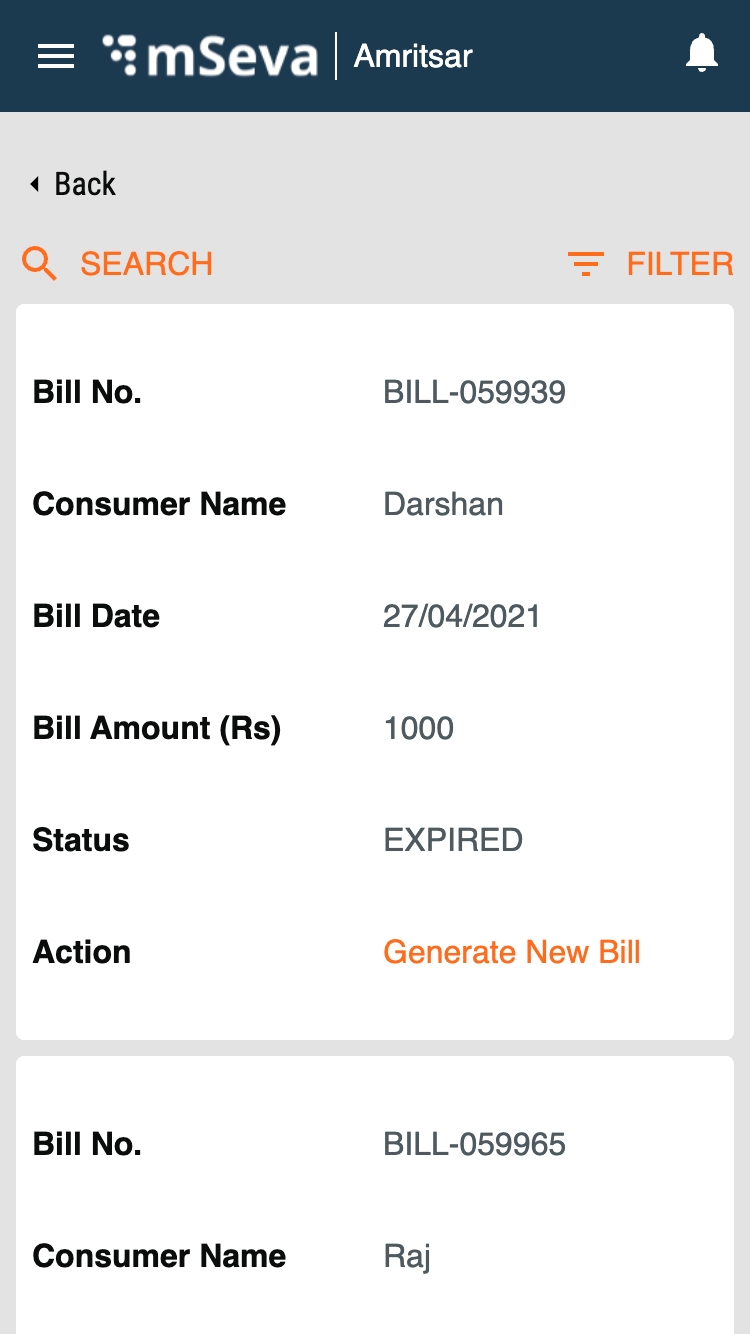 mSeva | Amritsar
Back
SEARCH FILTER
Bill No. BILL-059939
Consumer Name Darshan
Bill Date 27/04/2021
Bill Amount (Rs) 1000
Status EXPIRED
Action Generate New Bill
Bill No. BILL-059965
Consumer Name Raj